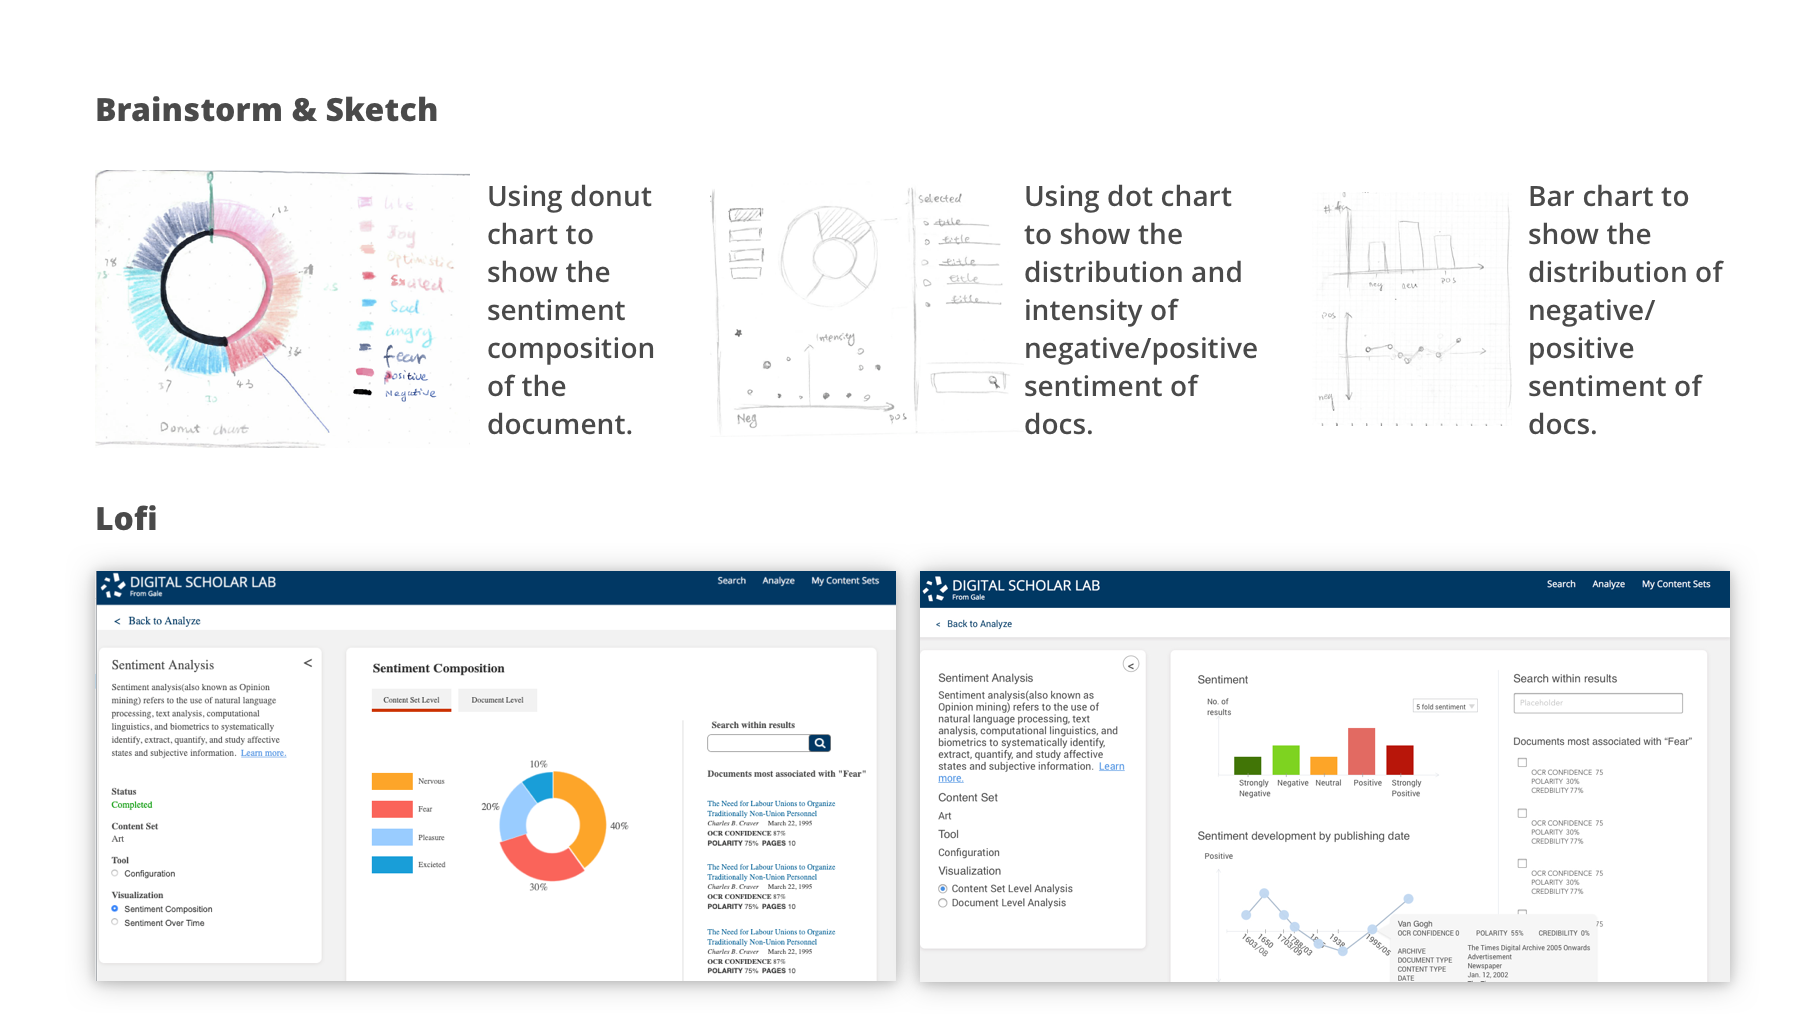 Brainstorm & Sketch
Joy
Optimistic
Exaced
Sad
angry
fear
Positive
Negative
37
43
Donut chart
Using donut
chart to
show the
sentiment
composition
of the
document.
Selected
title
title
title
title
title
Intensity
Neg
pos
Using dot chart
to show the
distribution and
intensity of
negative/positive
sentiment of
docs.
neg
neu
pos
pos
neg
Bar chart to
show the
distribution of
negative/
positive
sentiment of
docs.
Lofi
DIGITAL SCHOLAR LAB
From Gale
Search Analyze My Content Sets
< Back to Analyze
Sentiment Analysis <
Sentiment analysis(also known as Opinion
mining) refers to the use of natural language
processing, text analysis, computational
linguistics, and biometrics to systematically
identify, extract, quantify, and study affective
states and subjective information. Learn more.
Status
Completed
Content Set
Art
Tool
Configuration
Visualization
Sentiment Composition
Sentiment Over Time
Sentiment Composition
Content Set Level Document Level
Nervous
Fear
Pleasure
Excieted
10%
20%
40%
30%
Search within results
Documents most associated with "Fear"
The Need for Labour Unions to Organize
Traditionally Non-Union Personnel
Charles B. Craver March 22, 1995
OCR CONFIDENCE 87%
POLARITY 75% PAGES 10
The Need for Labour Unions to Organize
Traditionally Non-Union Personnel
Charles B. Craver March 22, 1995
OCR CONFIDENCE 87%
POLARITY 75% PAGES 10
The Need for Labour Unions to Organize
Traditionally Non-Union Personnel
Charles B. Craver March 22, 1995
OCR CONFIDENCE 87%
POLARITY 75% PAGES 10
DIGITAL SCHOLAR LAB
From Gale
Search Analyze My Content Sets
< Back to Analyze
<
Sentiment Analysis
Sentiment analysis(also known as
Opinion mining) refers to the use of
natural language processing, text
analysis, computational linguistics, and
biometrics to systematically identify,
extract, quantify, and study affective
states and subjective information. Learn
more.
Content Set
Art
Tool
Configuration
Visualization
Content Set Level Analysis
Document Level Analysis
Sentiment
No. of
results
5 fold sentiment
Strongly
Negative
Negative
Neutral
Positive
Strongly
Positive
Sentiment development by publishing date
Positive
1603/08
1650
1703/09
1788/03
1938
1995/05
Search within results
Placeholder
Documents most associated with "Fear"
OCR CONFIDENCE 75
POLARITY 30%
CREDBILITY 77%
OCR CONFIDENCE 75
POLARITY 30%
CREDBILITY 77%
OCR CONFIDENCE 75
POLARITY 30%
CREDBILITY 77%
75
Van Gogh
OCR CONFIDENCE 0 POLARITY 55% CREDIBILITY 0%
ARCHIVE The Times Digital Archive 2005 Onwards
DOCUMENT TYPE Advertisement
CONTENT TYPE Newspaper
DATE Jan. 12, 2002